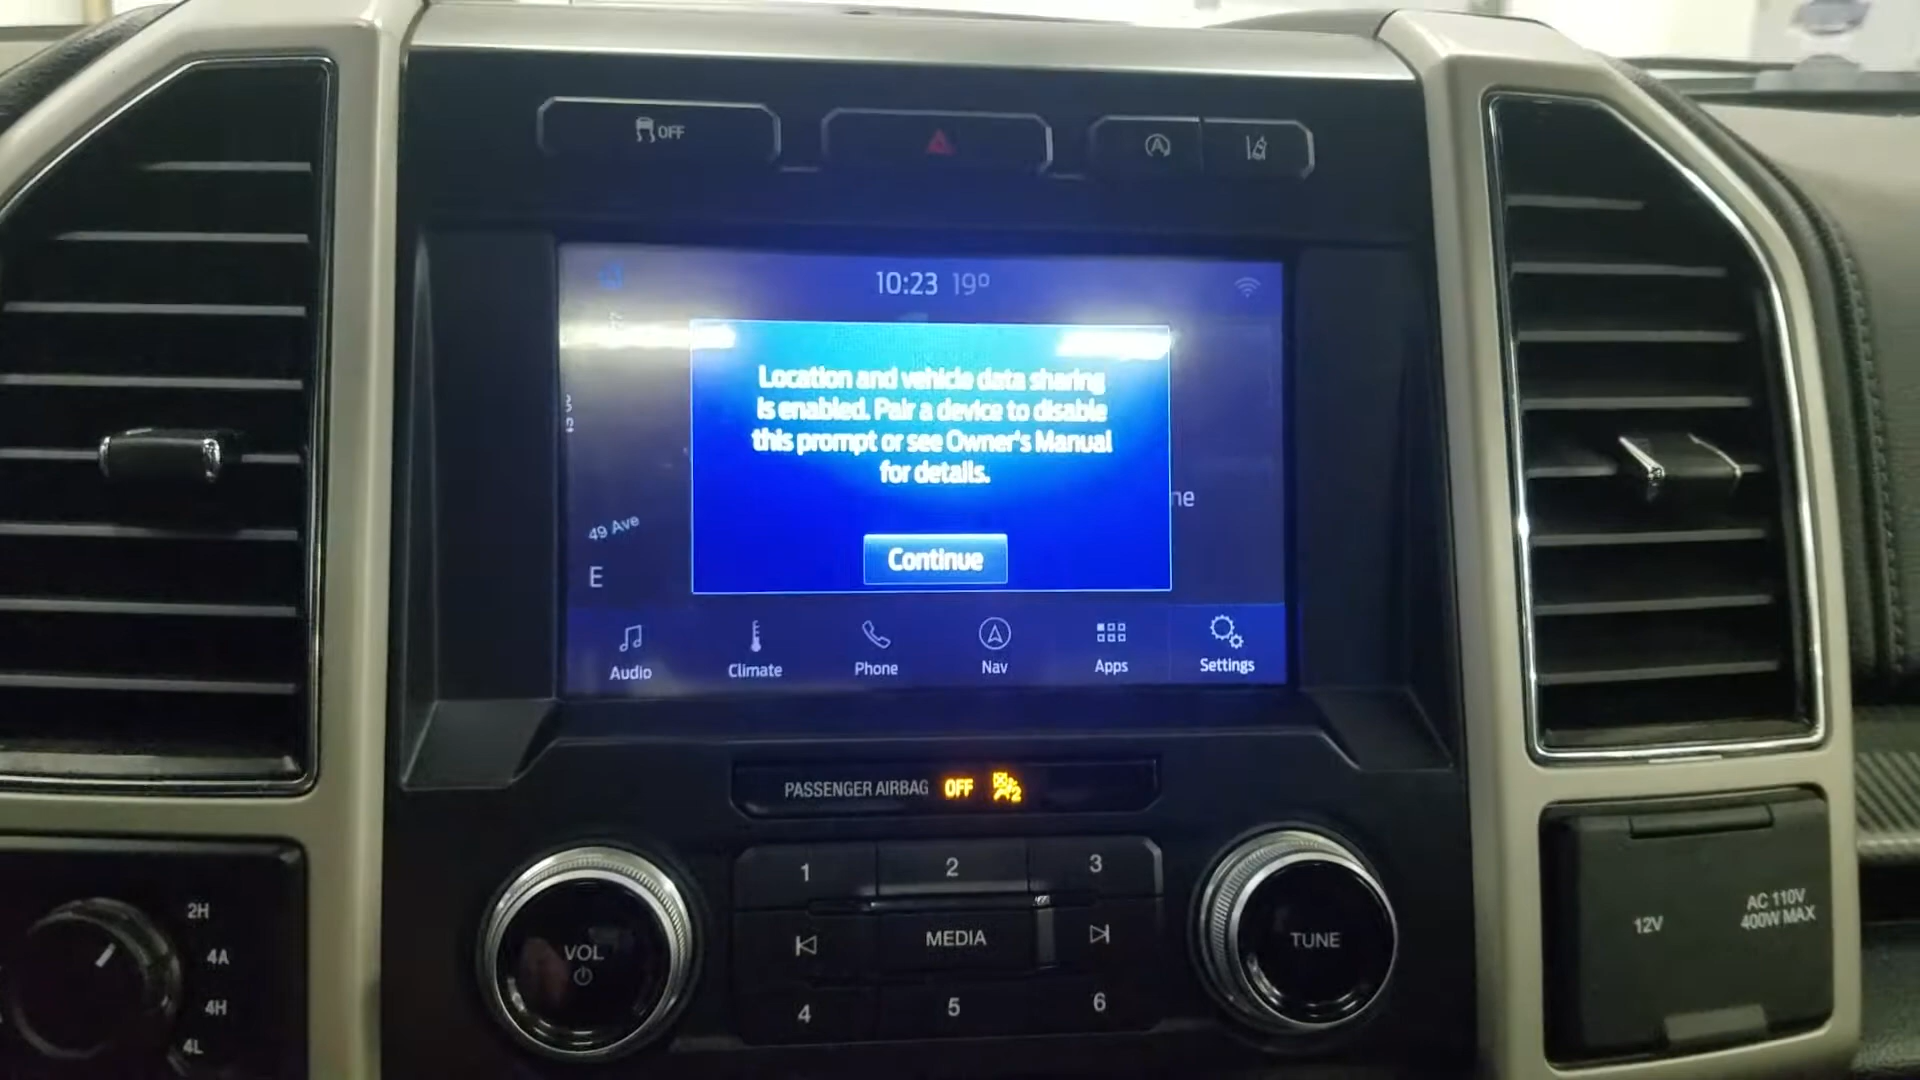 OFF
10:23 19°
Location and vehicle data sharing
is enabled. Pair a device to disable
this prompt or see Owner's Manual
for details.
Continue
49 Ave
E
Audio
Climate
Phone
Nav
Apps
Settings
PASSENGER AIRBAG OFF 2
1
2
3
VOL
MEDIA
TUNE
4
5
6
2H
4A
4H
4L
12V
AC 110V
400W MAX